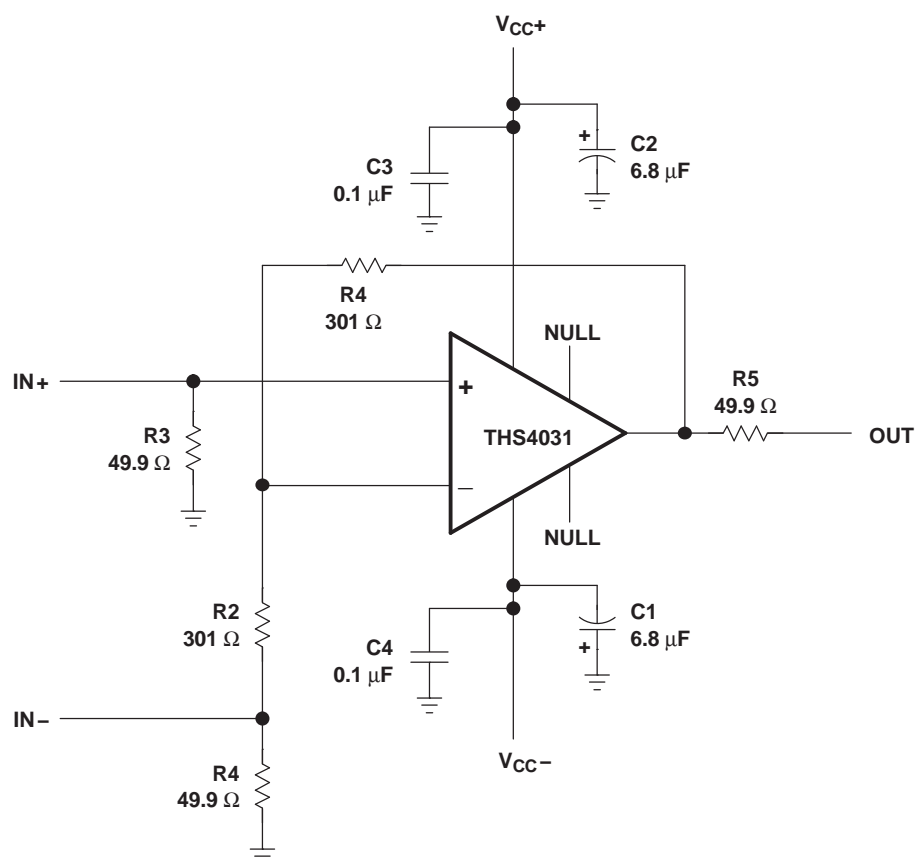 VCC+
C3
0.1 μF
+
C2
6.8 μF
R4
301 Ω
NULL
IN+
+
R5
49.9 Ω
R3
49.9 Ω
THS4031
OUT
−
NULL
R2
301 Ω
C4
0.1 μF
+
C1
6.8 μF
IN−
VCC−
R4
49.9 Ω